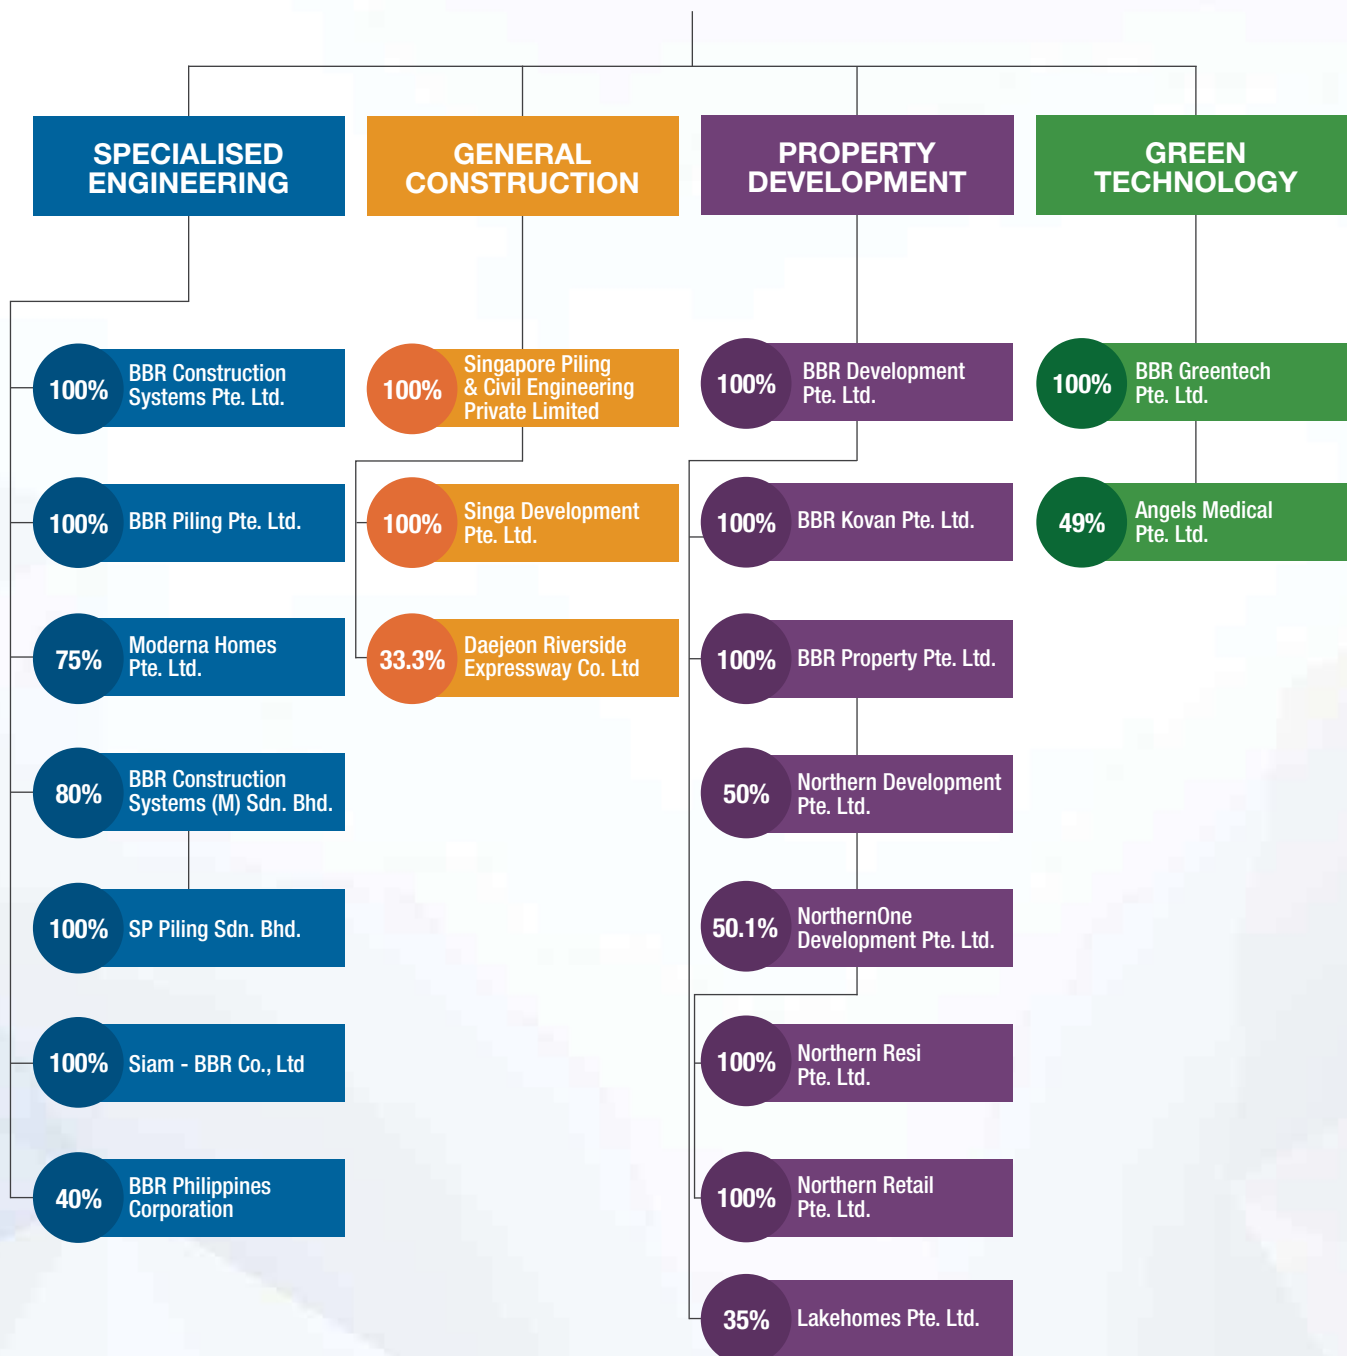 SPECIALISED
ENGINEERING
100%
BBR Construction
Systems Pte. Ltd.
100%
BBR Piling Pte. Ltd.
75%
Moderna Homes
Pte. Ltd.
80%
BBR Construction
Systems (M) Sdn. Bhd.
100%
SP Piling Sdn. Bhd.
100%
Siam - BBR Co., Ltd
40%
BBR Philippines
Corporation
GENERAL
CONSTRUCTION
100%
Singapore Piling
& Civil Engineering
Private Limited
100%
Singa Development
Pte. Ltd.
33.3%
Daejeon Riverside
Expressway Co. Ltd
PROPERTY
DEVELOPMENT
100%
BBR Development
Pte. Ltd.
100%
BBR Kovan Pte. Ltd.
100%
BBR Property Pte. Ltd.
50%
Northern Development
Pte. Ltd.
50.1%
NorthernOne
Development Pte. Ltd.
100%
Northern Resi
Pte. Ltd.
100%
Northern Retail
Pte. Ltd.
35%
Lakehomes Pte. Ltd.
GREEN
TECHNOLOGY
100%
BBR Greentech
Pte. Ltd.
49%
Angels Medical
Pte. Ltd.